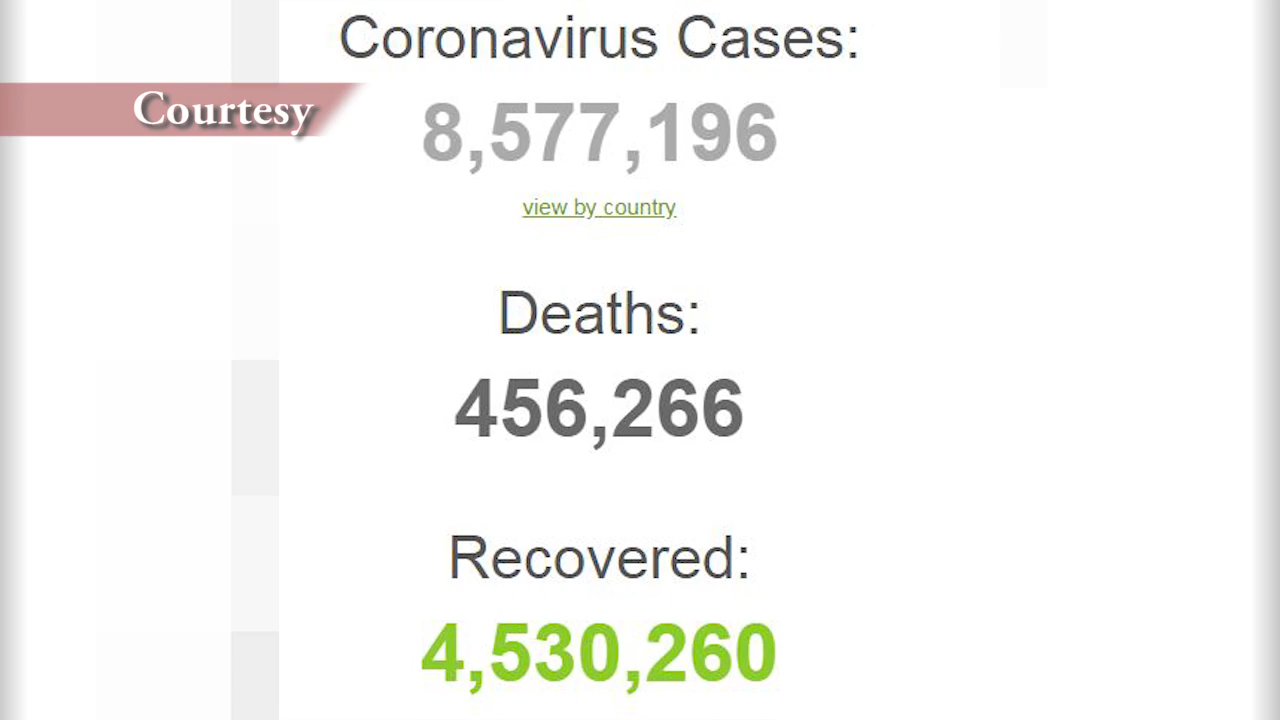 Coronavirus Cases:
Courtesy
8,577,196
view by country
Deaths:
456,266
Recovered:
4,530,260